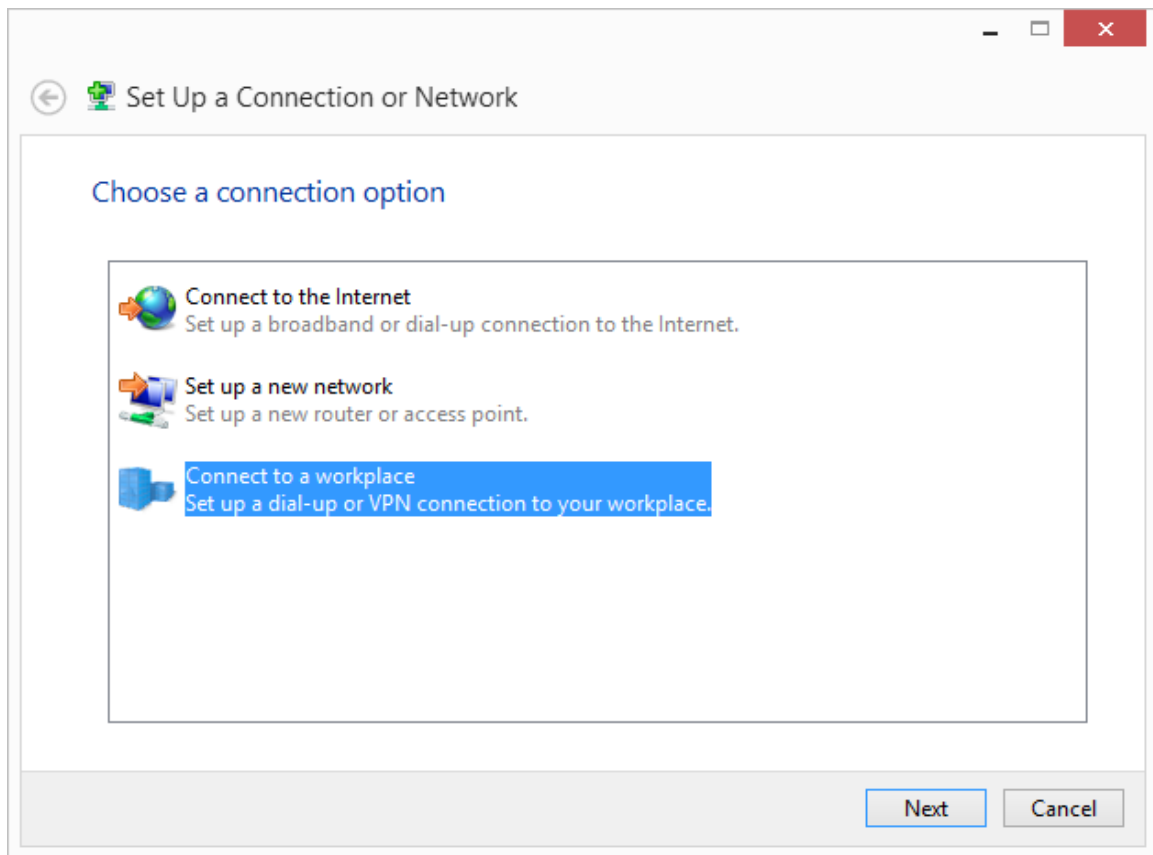 Set Up a Connection or Network
Choose a connection option
Connect to the Internet
Set up a broadband or dial-up connection to the Internet.
Set up a new network
Set up a new router or access point.
Connect to a workplace
Set up a dial-up or VPN connection to your workplace.
Next
Cancel